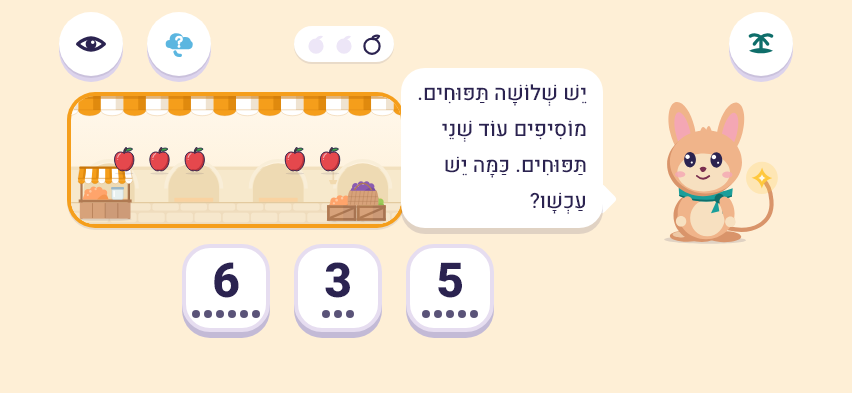 ?
יֵשׁ שְׁלוֹשָׁה תַּפּוּחִים.
מוֹסִיפִים עוֹד שְׁנֵי
תַּפּוּחִים. כַּמָּה יֵשׁ
עַכְשָׁו?
6 3 5